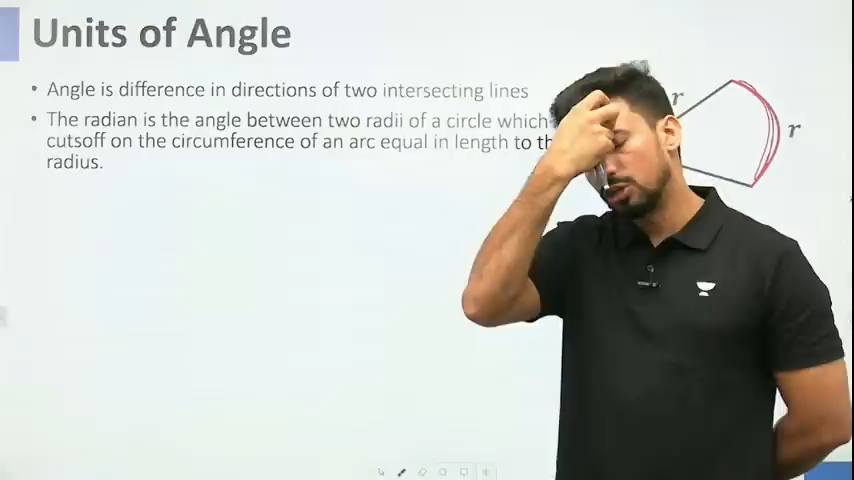 Units of Angle
• Angle is difference in directions of two intersecting lines
• The radian is the angle between two radii of a circle which
cutsoff on the circumference of an arc equal in length to
radius.
r
r